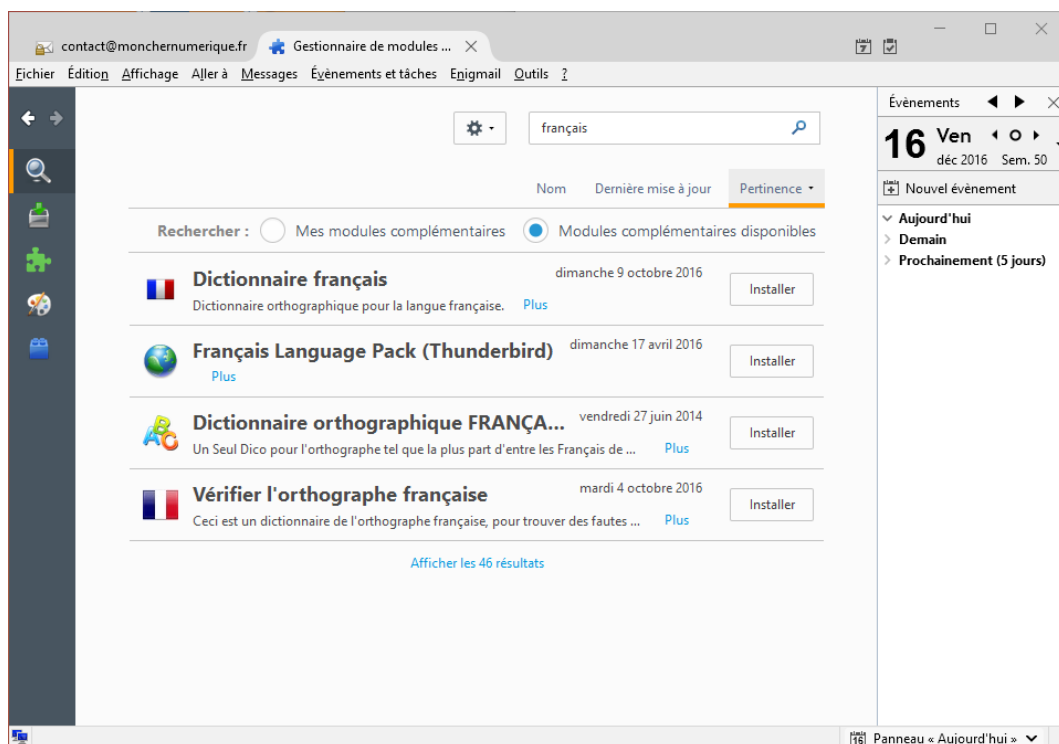 contact@monchernumerique.fr
Gestionnaire de modules ...
7
Fichier Édition Affichage Aller à Messages Évènements et tâches Enigmail Outils ?
français
Nom Dernière mise à jour Pertinence
Rechercher : Mes modules complémentaires Modules complémentaires disponibles
Dictionnaire français dimanche 9 octobre 2016
Dictionnaire orthographique pour la langue française. Plus
Installer
Français Language Pack (Thunderbird) dimanche 17 avril 2016
Plus
Installer
Dictionnaire orthographique FRANÇA... vendredi 27 juin 2014
Un Seul Dico pour l'orthographe tel que la plus part d'entre les Français de ... Plus
Installer
Vérifier l'orthographe française mardi 4 octobre 2016
Ceci est un dictionnaire de l'orthographe française, pour trouver des fautes ... Plus
Installer
Afficher les 46 résultats
Évènements
16 Ven
déc 2016 Sem. 50
Nouvel évènement
Aujourd'hui
Demain
Prochainement (5 jours)
16 Panneau « Aujourd'hui »